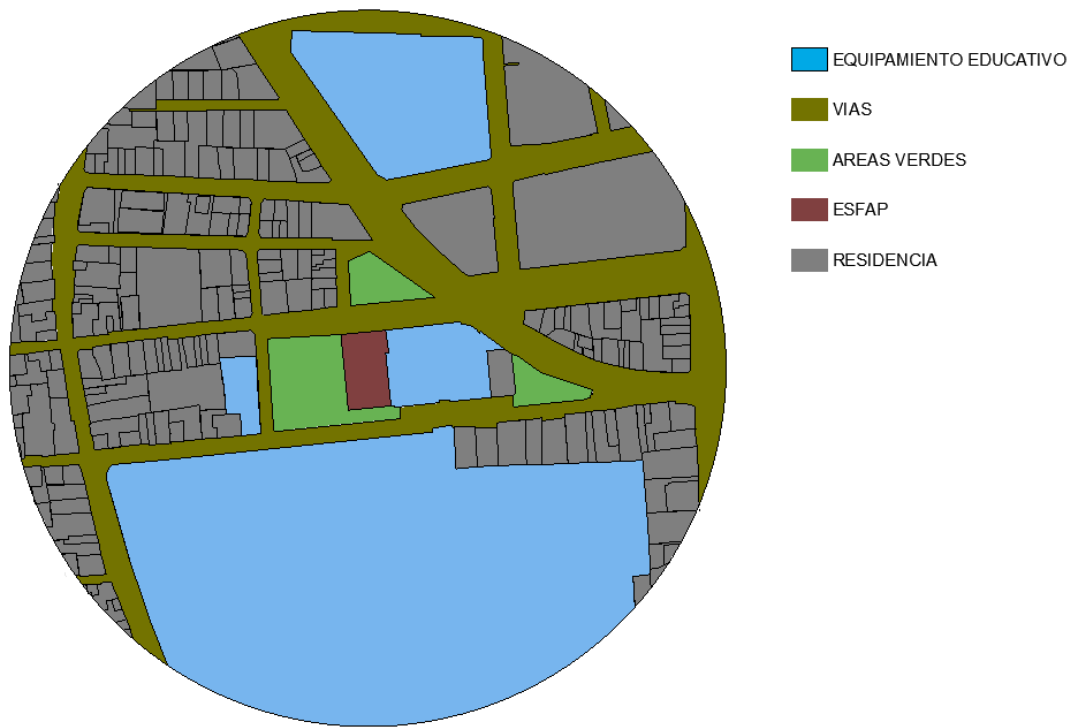 EQUIPAMIENTO EDUCATIVO
VIAS
AREAS VERDES
ESFAP
RESIDENCIA